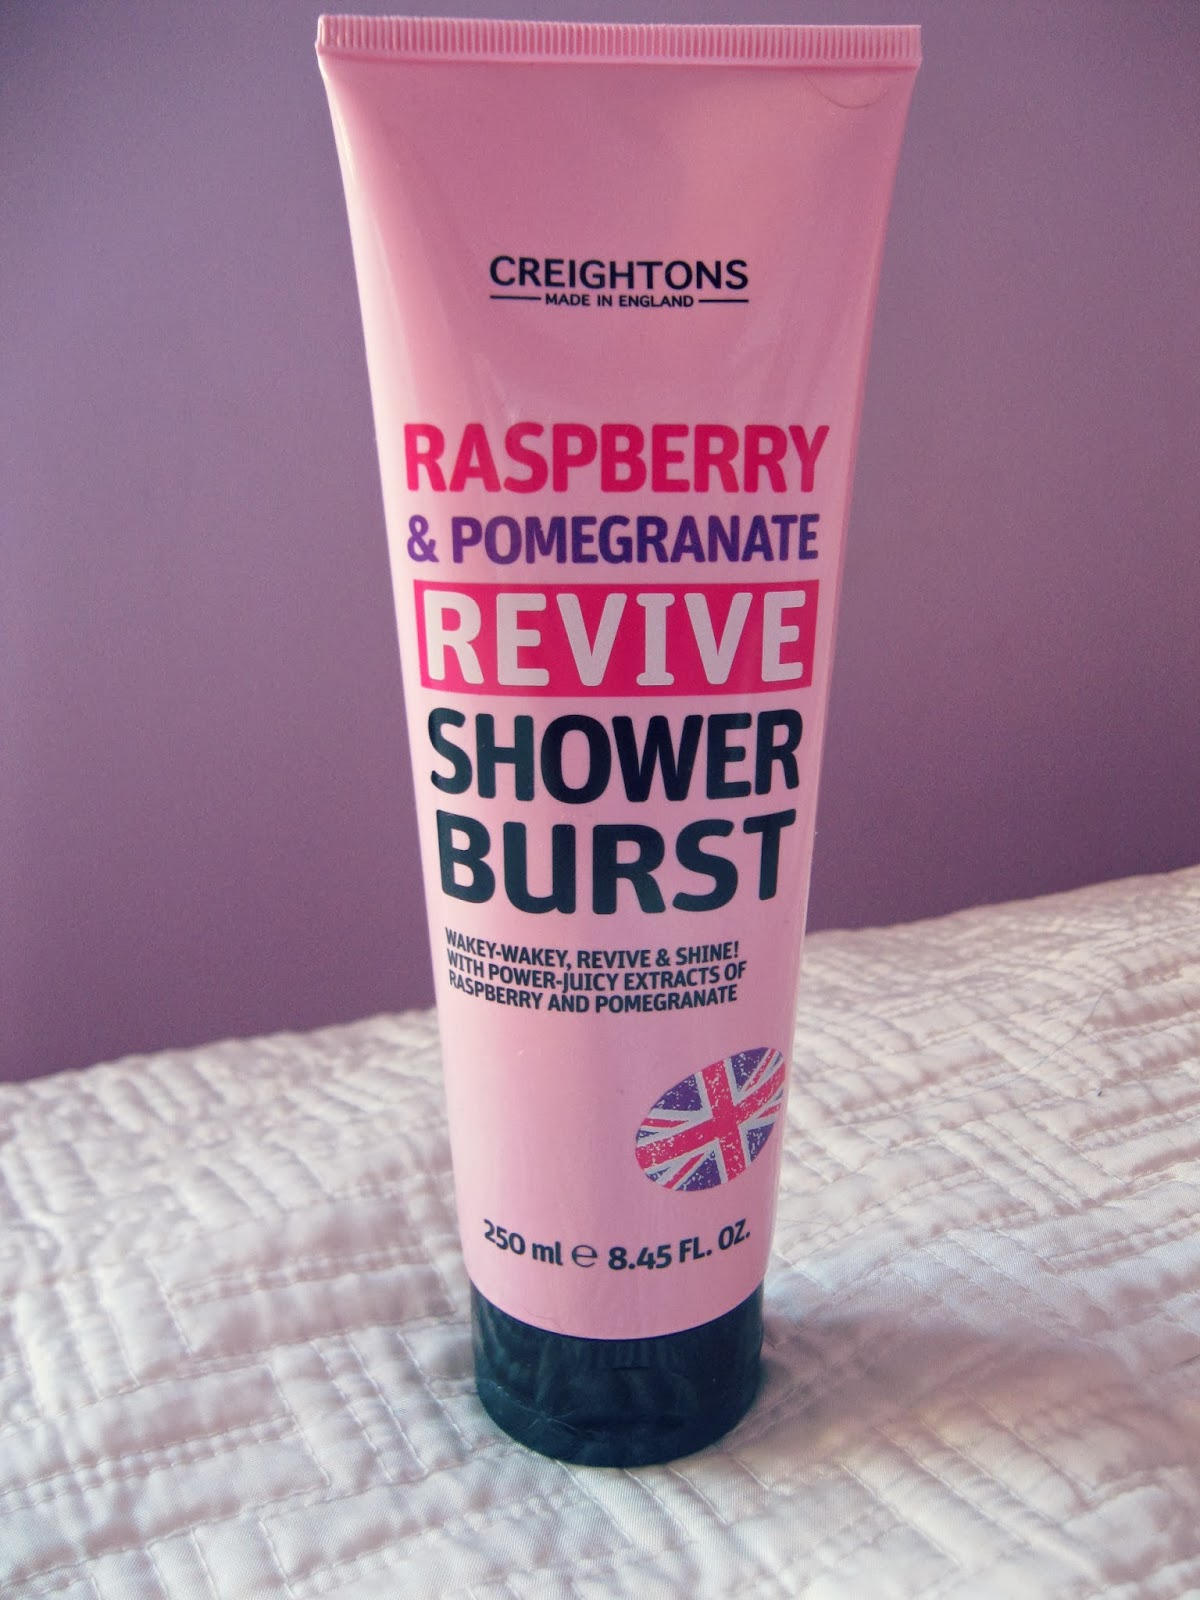 CREIGHTONS
MADE IN ENGLAND
RASPBERRY
& POMEGRANATE
REVIVE
SHOWER
BURST
WAKEY-WAKEY, REVIVE & SHINE!
WITH POWER-JUICY EXTRACTS OF
RASPBERRY AND POMEGRANATE
250 ml ℮ 8.45 FL. OZ.